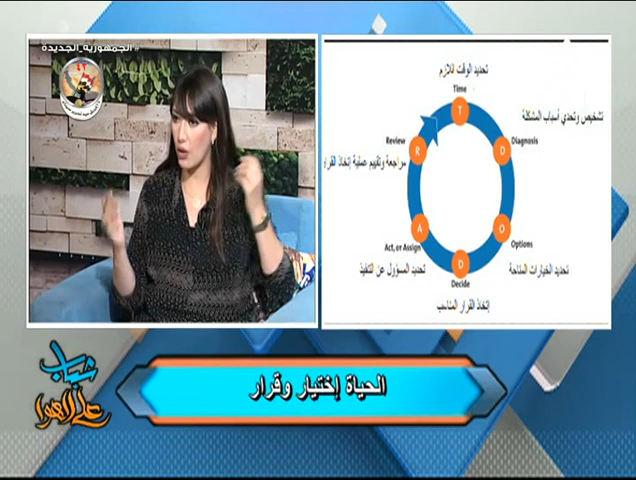 #الجمهورية_الجديدة
تحديد الوقت اللازم
Time
T
تشخيص وتحدي أسباب المشكلة
Diagnosis
D
Review
R
مراجعة وتقييم عملية إتخاذ القرار
Act, or Assign
A
تحديد المسؤول عن التنفيذ
Options
O
تحديد الخيارات المتاحة
D
Decide
إتخاذ القرار المناسب
شباب
على الهوا
الحياة إختيار وقرار